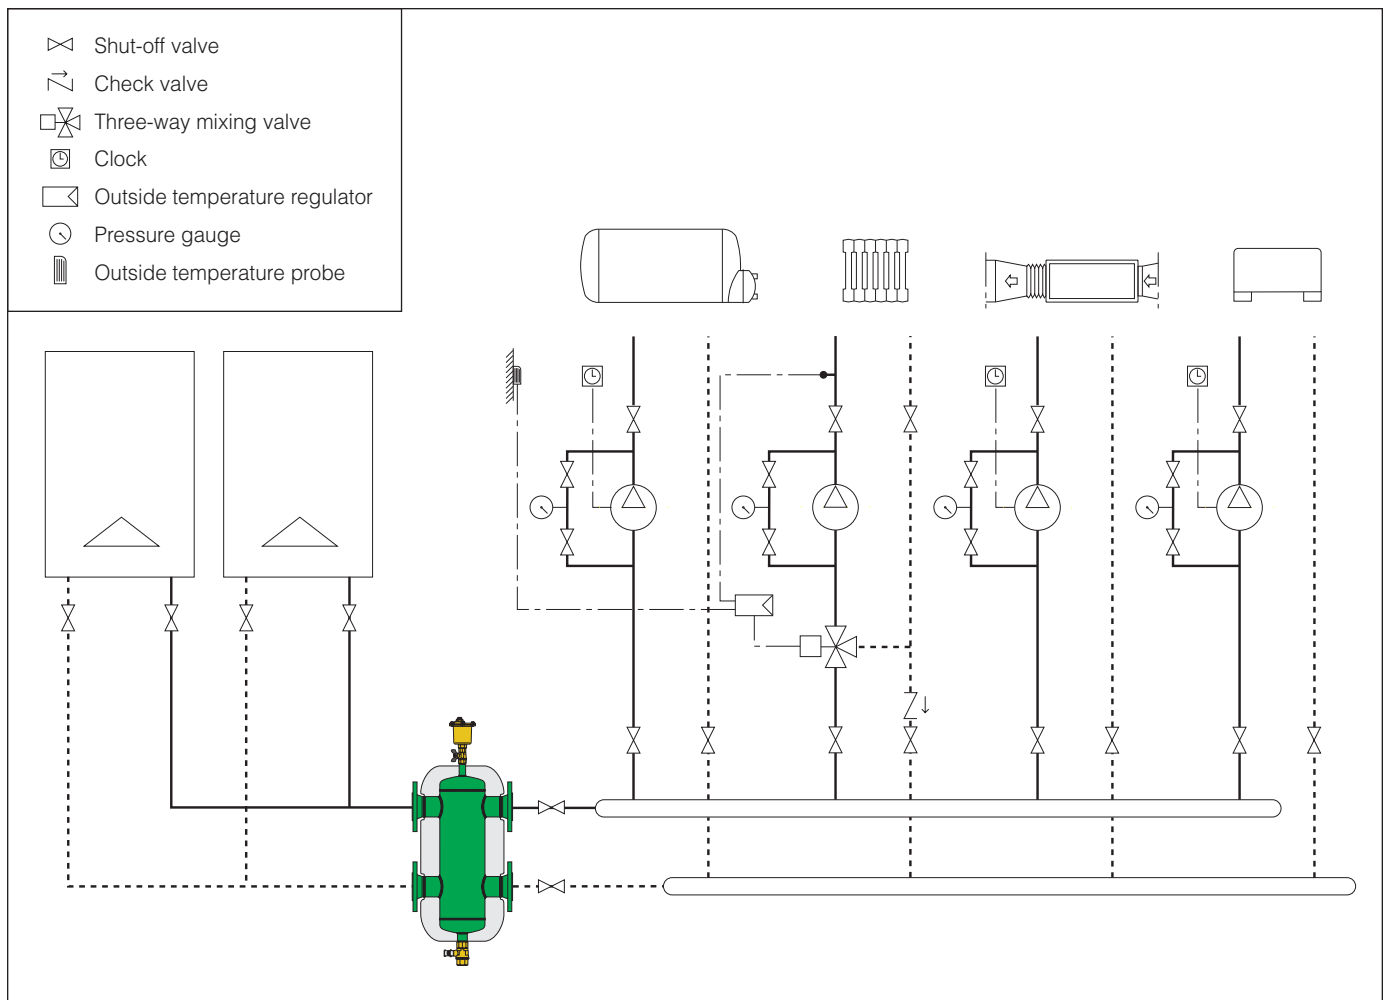 Shut-off valve
Check valve
Three-way mixing valve
Clock
Outside temperature regulator
Pressure gauge
Outside temperature probe